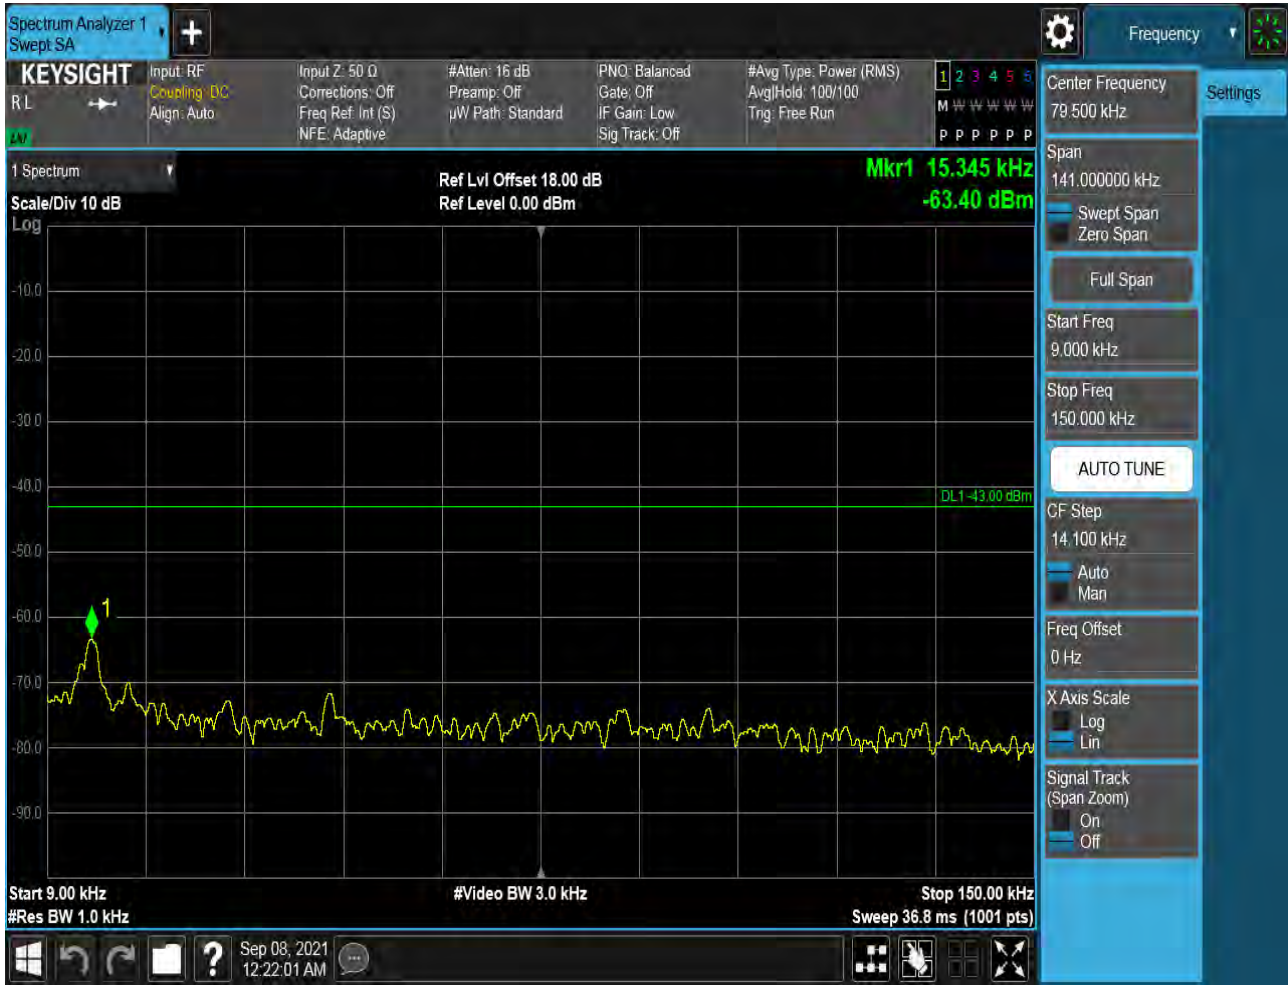 Spectrum Analyzer 1
Swept SA
+
Frequency
KEYSIGHT
R L
LXI
Input: RF
Coupling: DC
Align: Auto
Input Z: 50 Ω
Corrections: Off
Freq Ref: Int (S)
NFE: Adaptive
#Atten: 16 dB
Preamp: Off
µW Path: Standard
PNO: Balanced
Gate: Off
IF Gain: Low
Sig Track: Off
#Avg Type: Power (RMS)
Avg|Hold: 100/100
Trig: Free Run
1 2 3 4 5 6
M W W W W W
P P P P P P
1 Spectrum
Scale/Div 10 dB
Log
Ref Lvl Offset 18.00 dB
Ref Level 0.00 dBm
Mkr1 15.345 kHz
-63.40 dBm
-10.0
-20.0
-30.0
-40.0
DL1 -43.00 dBm
-50.0
-60.0
1
-70.0
-80.0
-90.0
Start 9.00 kHz
#Res BW 1.0 kHz
#Video BW 3.0 kHz
Stop 150.00 kHz
Sweep 36.8 ms (1001 pts)
?
Sep 08, 2021
12:22:01 AM
Center Frequency
79.500 kHz
Settings
Span
141.000000 kHz
Swept Span
Zero Span
Full Span
Start Freq
9.000 kHz
Stop Freq
150.000 kHz
AUTO TUNE
CF Step
14.100 kHz
Auto
Man
Freq Offset
0 Hz
X Axis Scale
Log
Lin
Signal Track
(Span Zoom)
On
Off